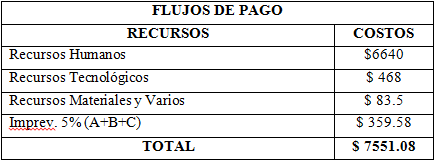 FLUJOS DE PAGO
RECURSOS COSTOS
Recursos Humanos $6640
Recursos Tecnológicos $ 468
Recursos Materiales y Varios $ 83.5
Imprev. 5% (A+B+C) $ 359.58
TOTAL $ 7551.08